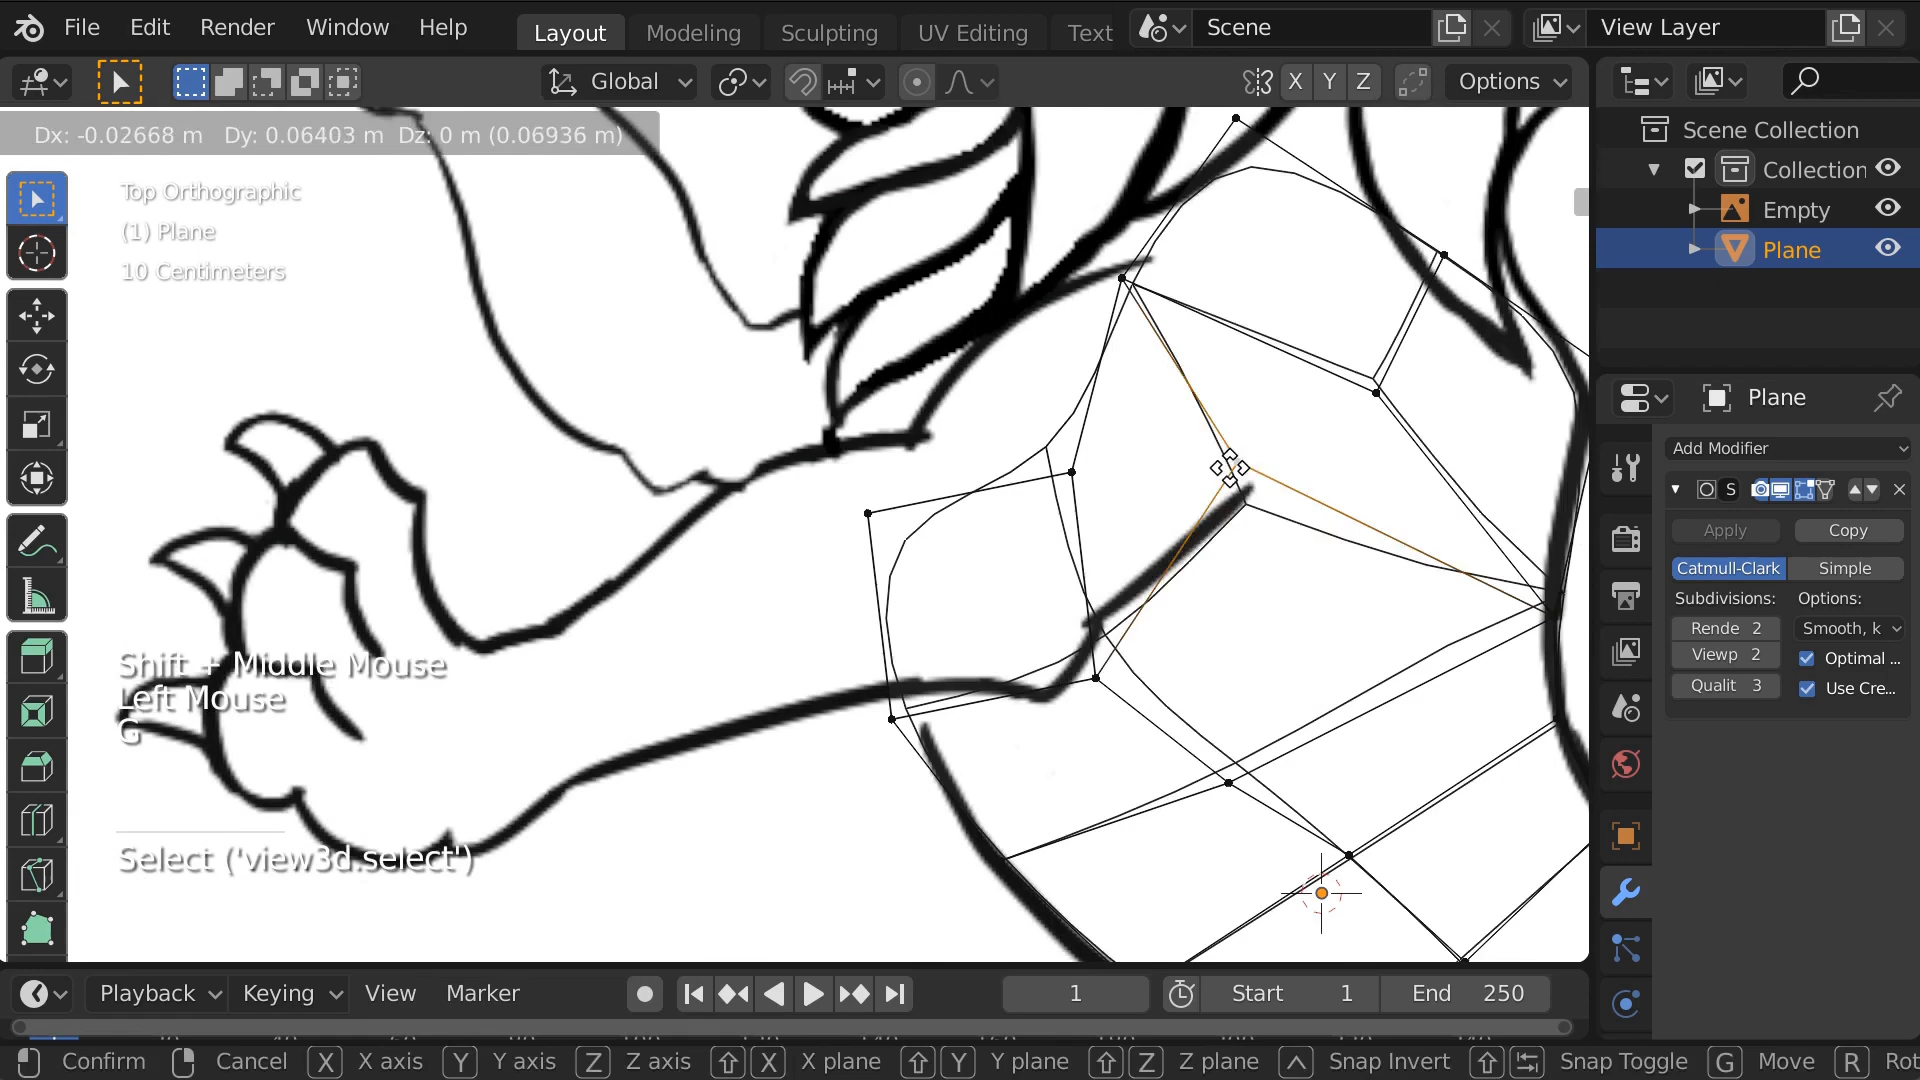 File Edit Render Window Help Layout Modeling Sculpting UV Editing Text Scene View Layer
Global X Y Z Options
Dx: -0.02668 m Dy: 0.06403 m Dz: 0 m (0.06936 m)
Top Orthographic
(1) Plane
10 Centimeters
Scene Collection
Collection
Empty
Plane
Plane
Add Modifier
S
Apply Copy
Catmull-Clark Simple
Subdivisions: Options:
Rende 2 Smooth, k
Viewp 2 Optimal ...
Qualit 3 Use Cre...
Shift + Middle Mouse
Left Mouse
G
Select ('view3d.select')
Playback Keying View Marker 1 Start 1 End 250
Confirm Cancel X X axis Y Y axis Z Z axis X X plane Y Y plane Z Z plane Snap Invert Snap Toggle G Move R Rot